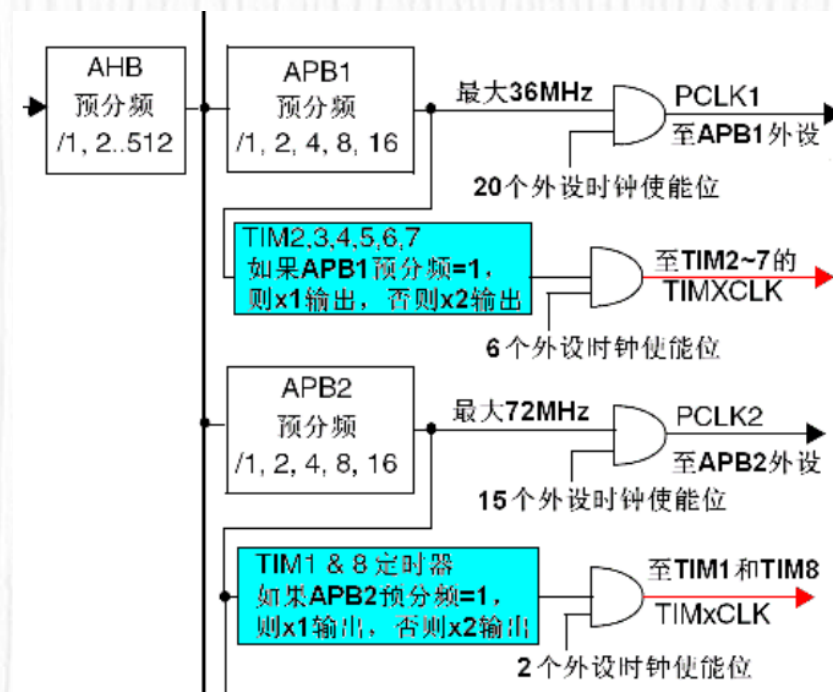 AHB
预分频
/1, 2..512
APB1
预分频
/1, 2, 4, 8, 16
最大36MHz
PCLK1
至APB1外设
20个外设时钟使能位
TIM2,3,4,5,6,7
如果APB1预分频=1，
则x1输出，否则x2输出
至TIM2~7的
TIMXCLK
6个外设时钟使能位
APB2
预分频
/1, 2, 4, 8, 16
最大72MHz
PCLK2
至APB2外设
15个外设时钟使能位
TIM1 & 8 定时器
如果APB2预分频=1，
则x1输出，否则x2输出
至TIM1和TIM8
TIMxCLK
2个外设时钟使能位